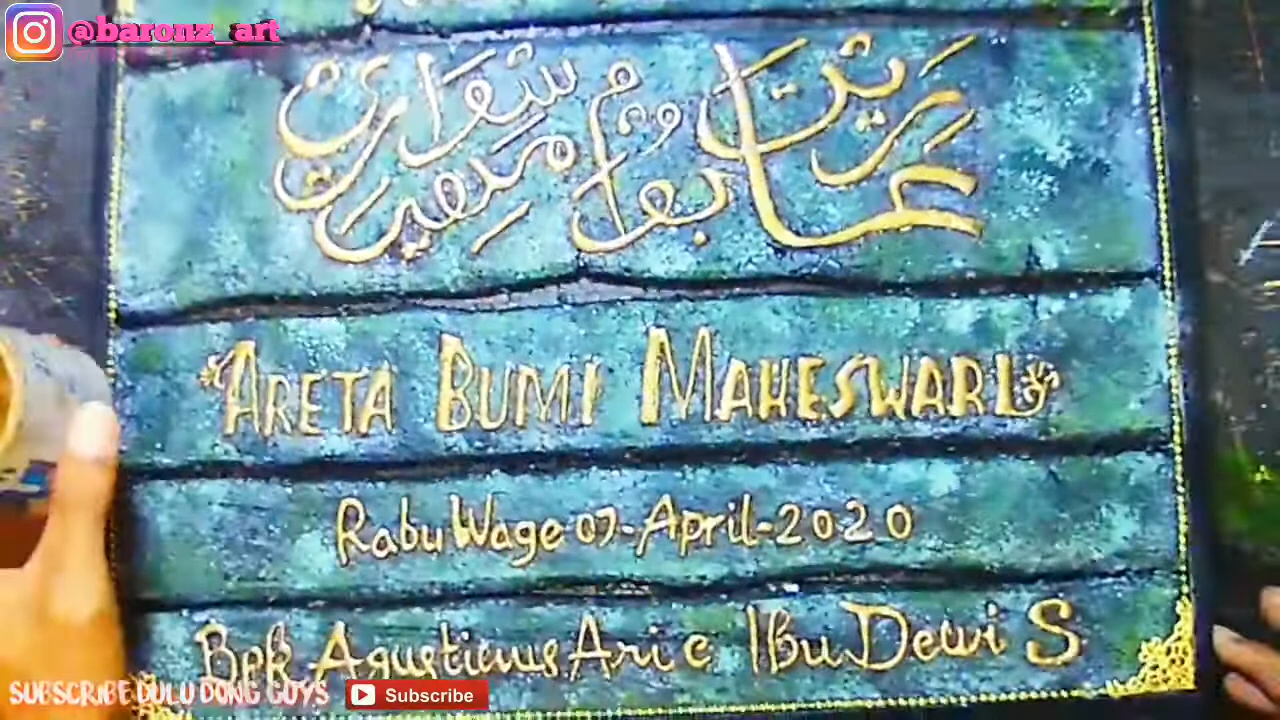 @baronz_art
ARETA BUMI MAHESWARI
Rabu Wage 07-April-2020
Bpk Agustinus Ari c IBu Dewi S
SUBSCRIBE DULU DONG GUYS
Subscribe